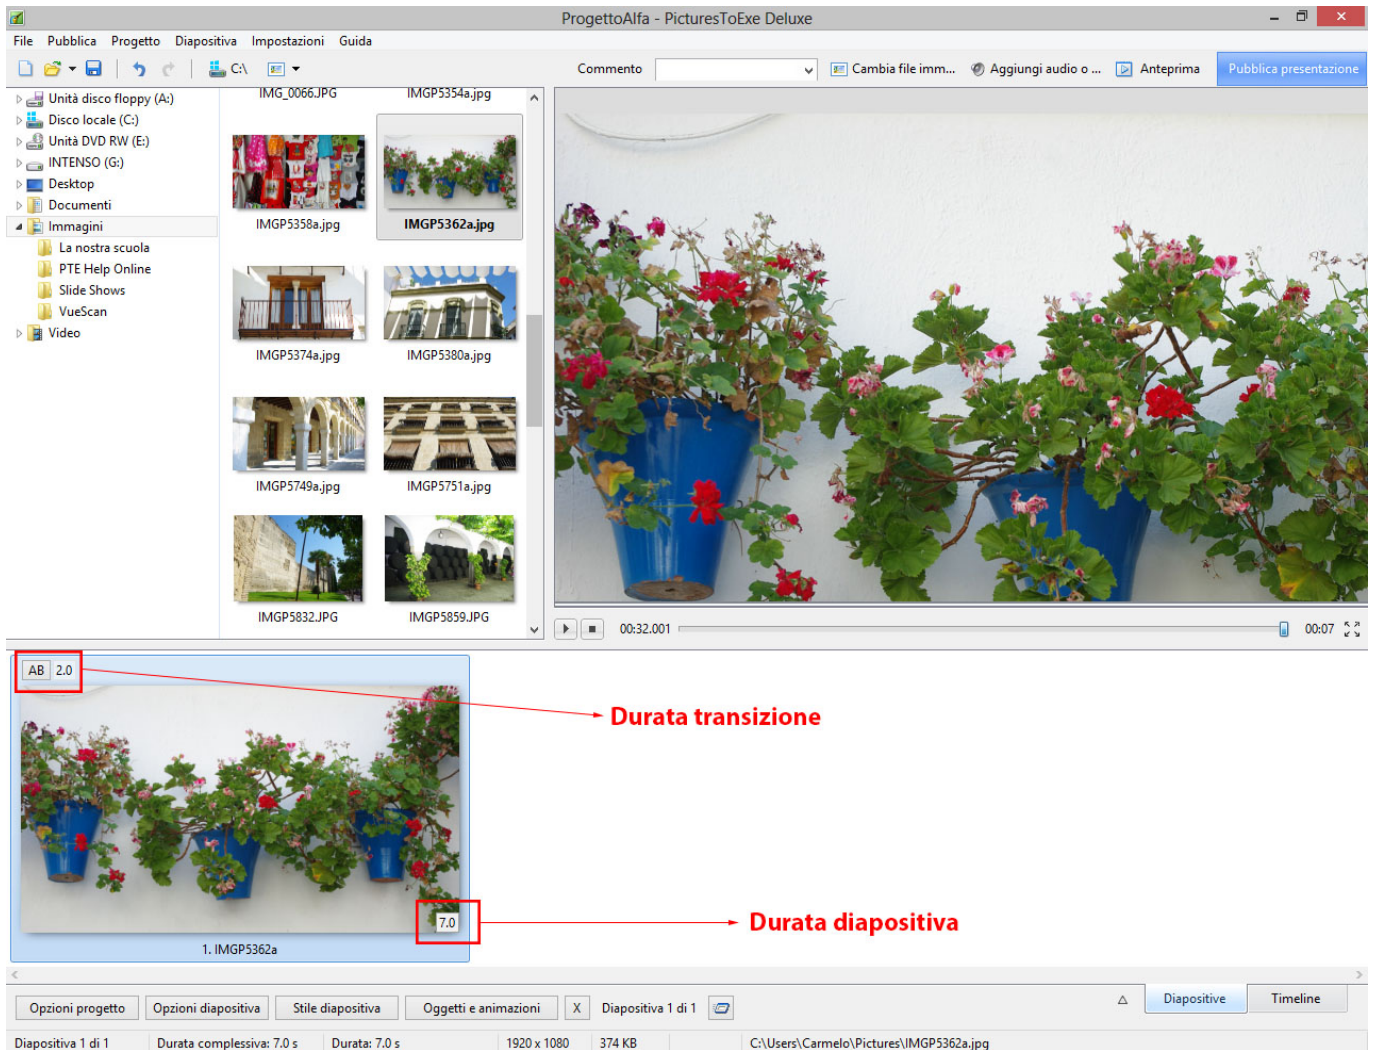 ProgettoAlfa - PicturesToExe Deluxe
File Pubblica Progetto Diapositiva Impostazioni Guida
C:\ Commento Cambia file imm... Aggiungi audio o ... Anteprima Pubblica presentazione
Unità disco floppy (A:)
Disco locale (C:)
Unità DVD RW (E:)
INTENSO (G:)
Desktop
Documenti
Immagini
La nostra scuola
PTE Help Online
Slide Shows
VueScan
Video
IMG_0066.JPG IMGP5354a.jpg
IMGP5358a.jpg IMGP5362a.jpg
IMGP5374a.jpg IMGP5380a.jpg
IMGP5749a.jpg IMGP5751a.jpg
IMGP5832.JPG IMGP5859.JPG
00:32.001 00:07
AB 2.0
Durata transizione
7.0
Durata diapositiva
1. IMGP5362a
Opzioni progetto Opzioni diapositiva Stile diapositiva Oggetti e animazioni X Diapositiva 1 di 1 Diapositive Timeline
Diapositiva 1 di 1 Durata complessiva: 7.0 s Durata: 7.0 s 1920 x 1080 374 KB C:\Users\Carmelo\Pictures\IMGP5362a.jpg